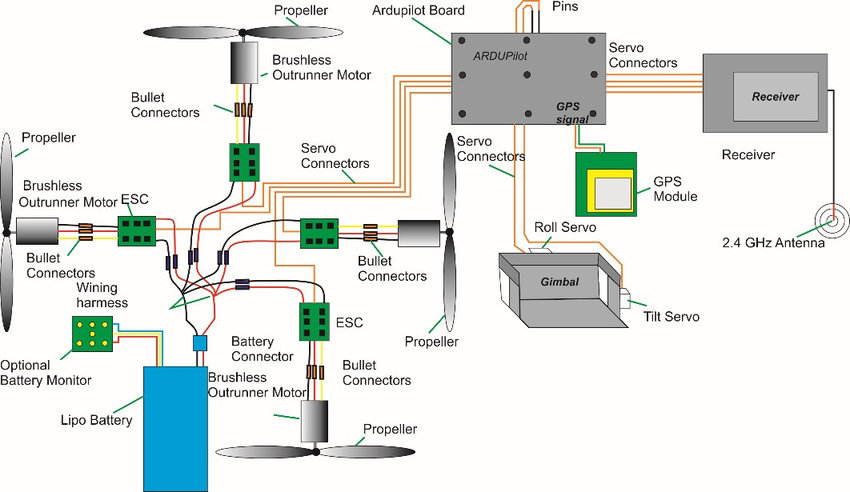 Propeller
Ardupilot Board
Pins
Brushless
Outrunner Motor
ARDUPilot
Servo
Connectors
Bullet
Connectors
GPS
signal
Receiver
Propeller
Servo
Connectors
Servo
Connectors
Receiver
Brushless
Outrunner Motor
ESC
GPS
Module
Roll Servo
2.4 GHz Antenna
Bullet
Connectors
Bullet
Connectors
Wining
harness
Gimbal
Tilt Servo
ESC
Propeller
Optional
Battery Monitor
Battery
Connector
Brushless
Outrunner Motor
Bullet
Connectors
Lipo Battery
Propeller